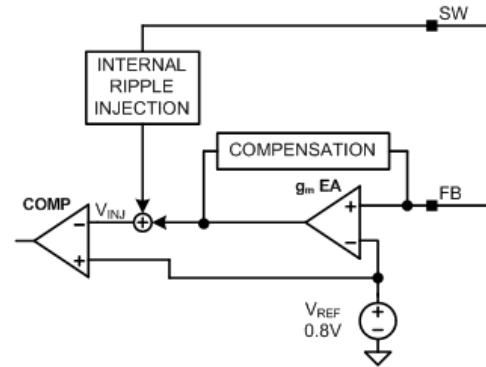 SW
INTERNAL
RIPPLE
INJECTION
COMPENSATION
gm EA
FB
COMP
VINJ
+
+
−
−
+
VREF
0.8V
+
−